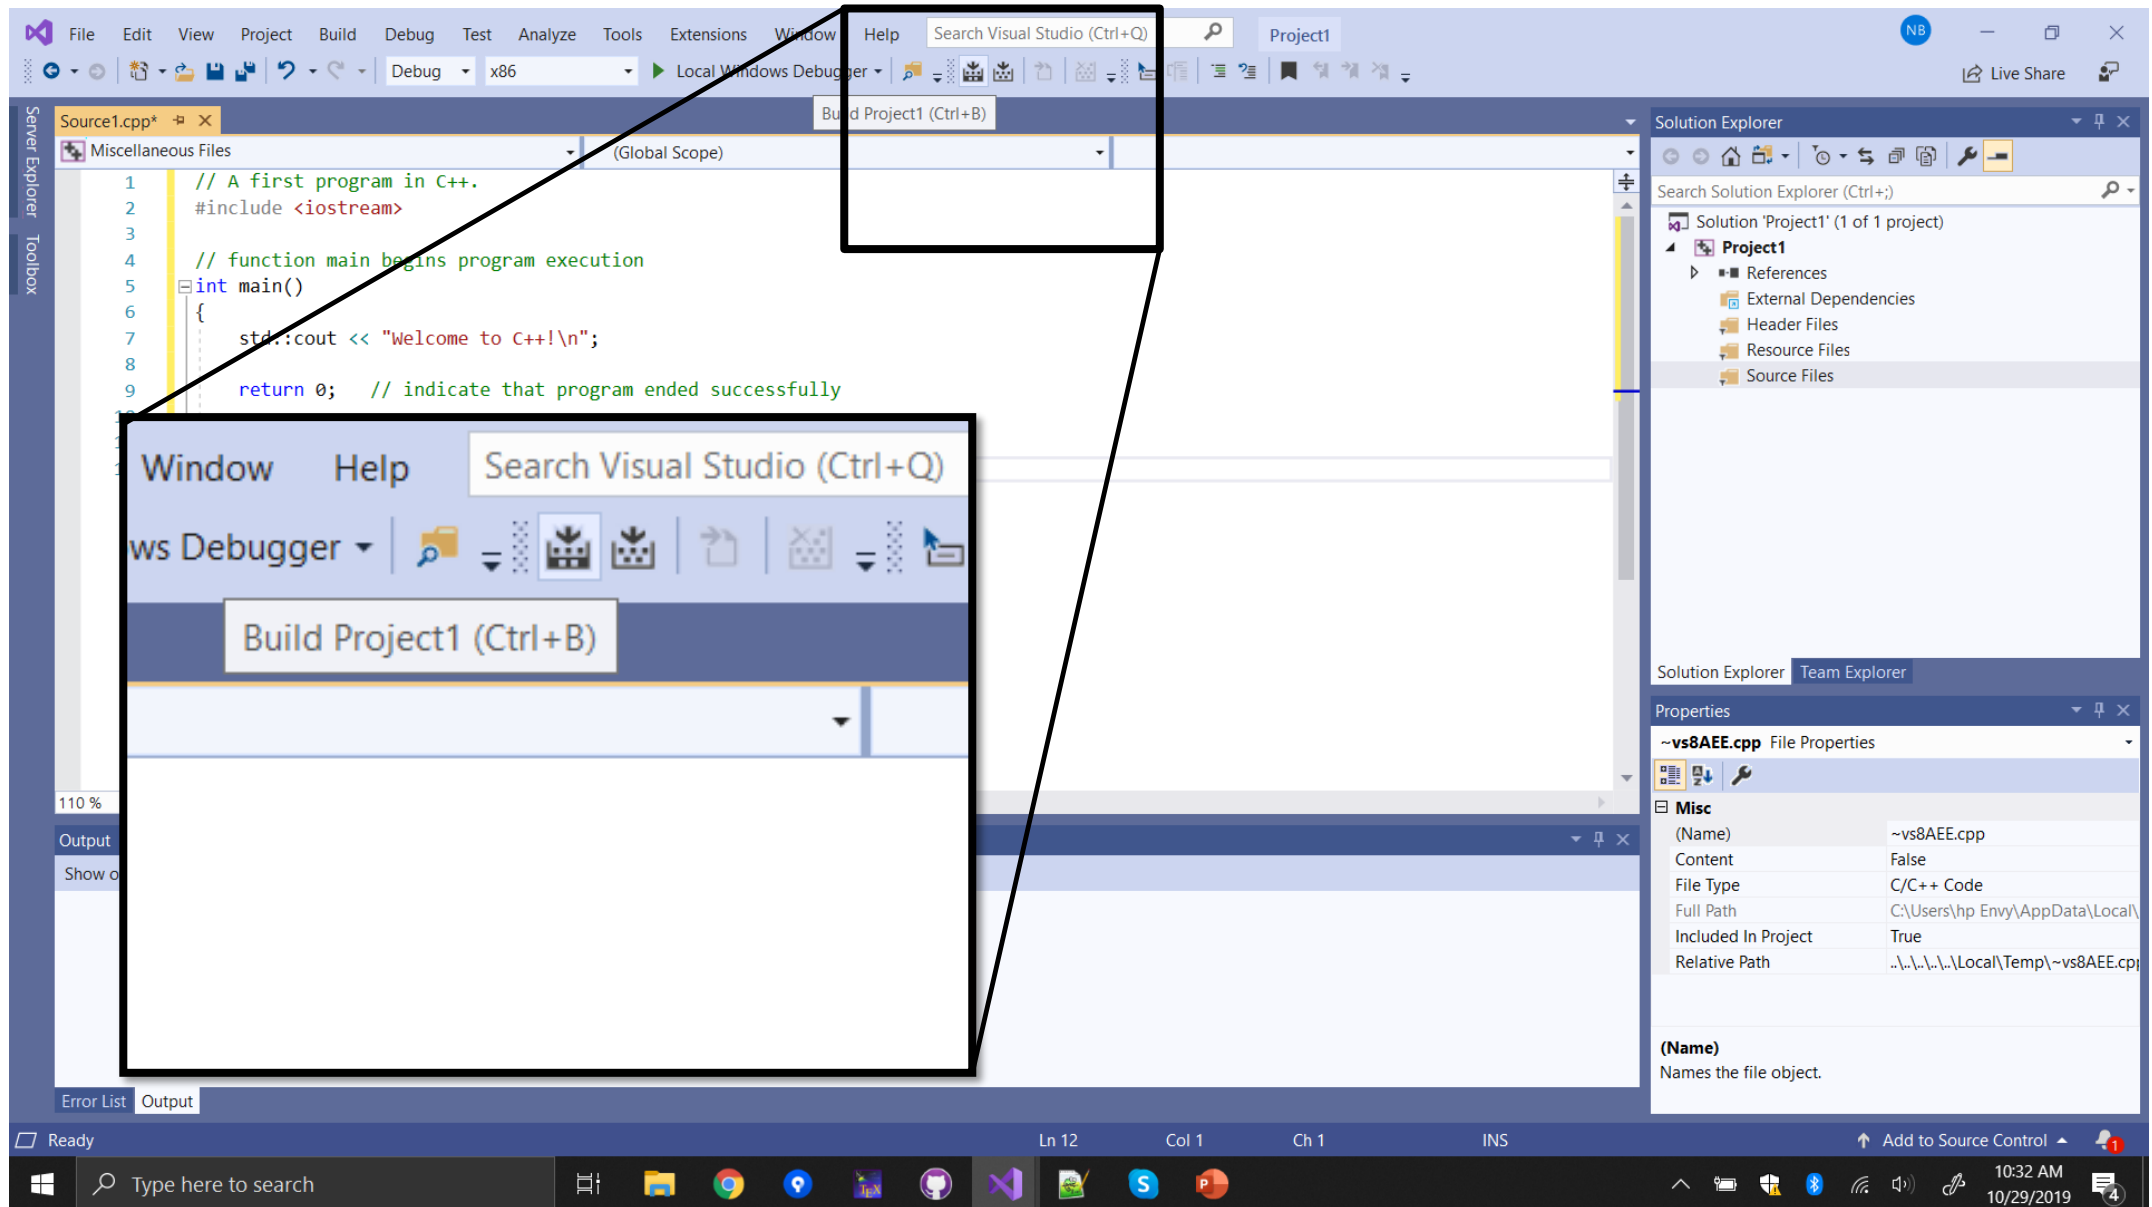 File Edit View Project Build Debug Test Analyze Tools Extensions Window Help Search Visual Studio (Ctrl+Q) Project1 NB
Debug x86 Local Windows Debugger Live Share
Build Project1 (Ctrl+B)
Server Explorer
Toolbox
Source1.cpp*
Miscellaneous Files (Global Scope)
1 // A first program in C++.
2 #include <iostream>
3
4 // function main begins program execution
5 int main()
6 {
7 std::cout << "Welcome to C++!\n";
8
9 return 0; // indicate that program ended successfully
Window Help Search Visual Studio (Ctrl+Q)
ws Debugger
Build Project1 (Ctrl+B)
110 %
Output
Show o
Error List Output
Solution Explorer
Search Solution Explorer (Ctrl+;)
Solution 'Project1' (1 of 1 project)
Project1
References
External Dependencies
Header Files
Resource Files
Source Files
Solution Explorer Team Explorer
Properties
~vs8AEE.cpp File Properties
Misc
(Name) ~vs8AEE.cpp
Content False
File Type C/C++ Code
Full Path C:\Users\hp Envy\AppData\Local\
Included In Project True
Relative Path ..\..\..\..\..\Local\Temp\~vs8AEE.cpp
(Name)
Names the file object.
Ready Ln 12 Col 1 Ch 1 INS Add to Source Control 1
Type here to search
10:32 AM
10/29/2019
4